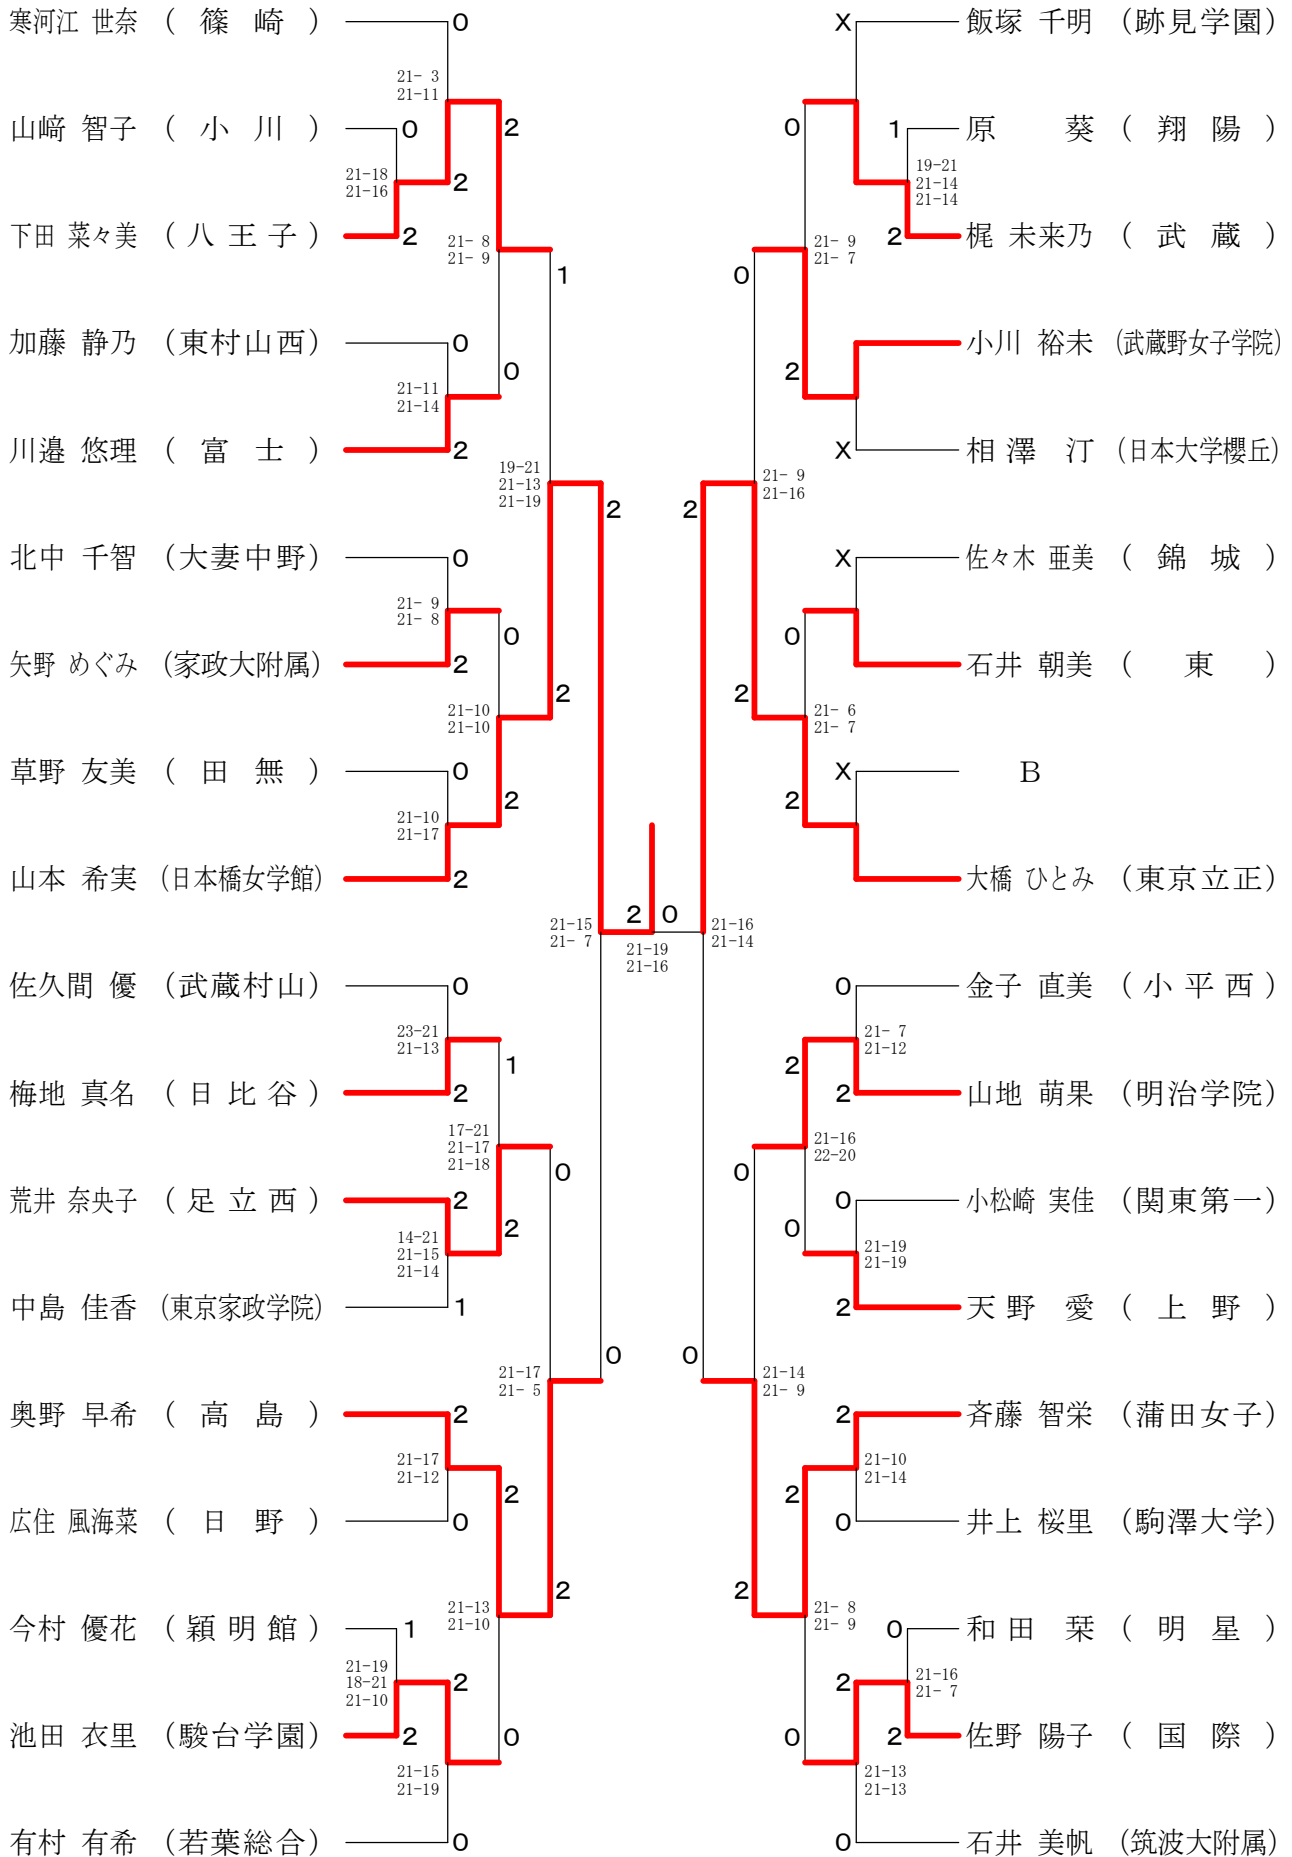 寒河江 世奈 （ 篠 崎 ） 0
21- 3
21-11
山﨑 智子 （ 小 川 ） 0
2
21-18
21-16
2
下田 菜々美 （ 八 王 子 ） 2
21- 8
21- 9
1
加藤 静乃 （東村山西） 0
0
21-11
21-14
川邉 悠理 （ 富 士 ） 2
19-21
21-13
21-19
2
北中 千智 （大妻中野） 0
21- 9
21- 8
0
矢野 めぐみ （家政大附属） 2
2
21-10
21-10
草野 友美 （ 田 無 ） 0
2
21-10
21-17
山本 希実 （日本橋女学館） 2
21-15
21- 7
2 0
21-19
21-16
佐久間 優 （武蔵村山） 0
23-21
21-13
1
梅地 真名 （ 日 比 谷 ） 2
17-21
21-17
21-18
0
荒井 奈央子 （ 足 立 西 ） 2
2
14-21
21-15
21-14
中島 佳香 （東京家政学院） 1
0
21-17
21- 5
奥野 早希 （ 高 島 ） 2
21-17
21-12
2
広住 風海菜 （ 日 野 ） 0
2
21-13
21-10
今村 優花 （ 穎 明 館 ） 1
21-19
18-21
21-10
2
池田 衣里 （駿台学園） 2
0
21-15
21-19
有村 有希 （若葉総合） 0
X 飯塚 千明 （跡見学園）
0
1 原 葵 （ 翔 陽 ）
19-21
21-14
21-14
2 梶 未来乃 （ 武 蔵 ）
21- 9
21- 7
0
小川 裕未 （武蔵野女子学院）
2
X 相 澤 汀 （日本大学櫻丘）
21- 9
21-16
2
X 佐々木 亜美 （ 錦 城 ）
0
石井 朝美 （ 東 ）
2
21- 6
21- 7
X B
2
大橋 ひとみ （東京立正）
21-16
21-14
0 金子 直美 （ 小 平 西 ）
21- 7
21-12
2
2 山地 萌果 （明治学院）
21-16
22-20
0
0 小松崎 実佳 （関東第一）
0
21-19
21-19
2 天 野 愛 （ 上 野 ）
0
21-14
21- 9
2 斉藤 智栄 （蒲田女子）
21-10
21-14
2
0 井上 桜里 （駒澤大学）
2
21- 8
21- 9
0 和 田 栞 （ 明 星 ）
21-16
21- 7
2
2 佐野 陽子 （ 国 際 ）
0
21-13
21-13
0 石井 美帆 （筑波大附属）